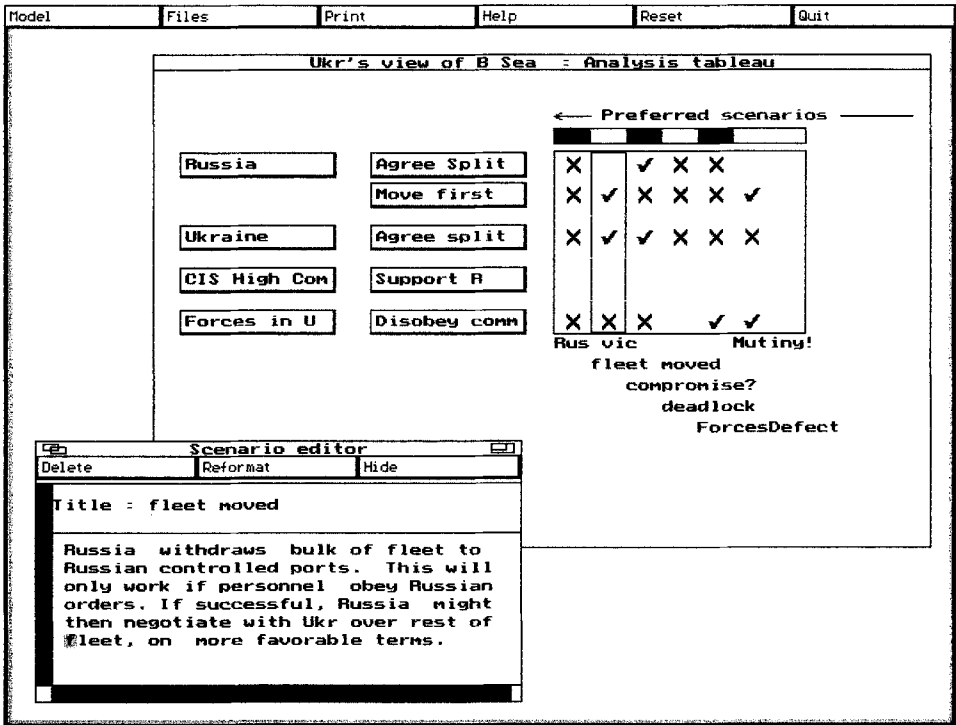 Model Files Print Help Reset Quit
Ukr's view of B Sea : Analysis tableau
<—— Preferred scenarios ———
Russia Agree Split X ✓ X X
Move first X ✓ X X X ✓
Ukraine Agree split X ✓ ✓ X X X
CIS High Com Support R
Forces in U Disobey comm X X X ✓ ✓
Rus vic Mutiny!
fleet moved
compromise?
deadlock
ForcesDefect
Scenario editor
Delete Reformat Hide
Title : fleet moved
Russia withdraws bulk of fleet to
Russian controlled ports. This will
only work if personnel obey Russian
orders. If successful, Russia might
then negotiate with Ukr over rest of
fleet, on more favorable terms.